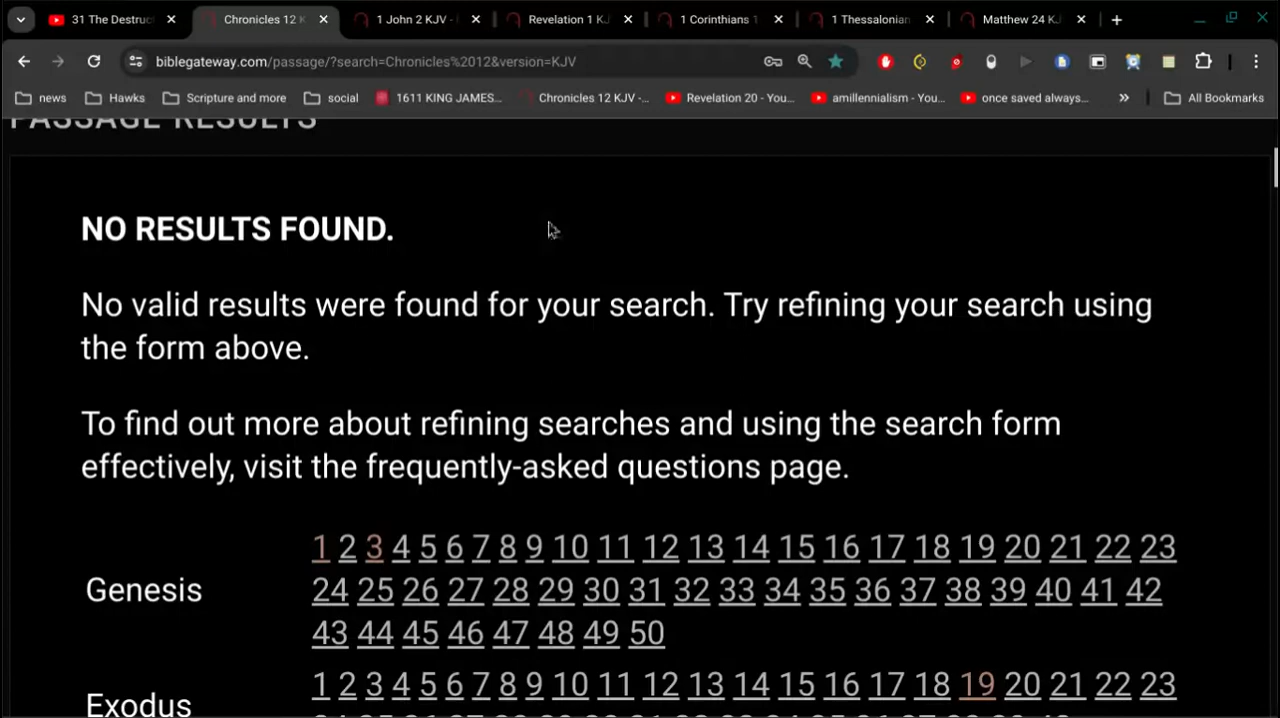 31 The Destruc
Chronicles 12 K
1 John 2 KJV -
Revelation 1 KJ
1 Corinthians 1
1 Thessalonian
Matthew 24 KJ
biblegateway.com/passage/?search=Chronicles%2012&version=KJV
news
Hawks
Scripture and more
social
1611 KING JAMES...
Chronicles 12 KJV -...
Revelation 20 - You...
amillennialism - You...
once saved always...
»
All Bookmarks
PASSAGE RESULTS
NO RESULTS FOUND.
No valid results were found for your search. Try refining your search using
the form above.
To find out more about refining searches and using the search form
effectively, visit the frequently-asked questions page.
Genesis
1 2 3 4 5 6 7 8 9 10 11 12 13 14 15 16 17 18 19 20 21 22 23
24 25 26 27 28 29 30 31 32 33 34 35 36 37 38 39 40 41 42
43 44 45 46 47 48 49 50
Exodus
1 2 3 4 5 6 7 8 9 10 11 12 13 14 15 16 17 18 19 20 21 22 23